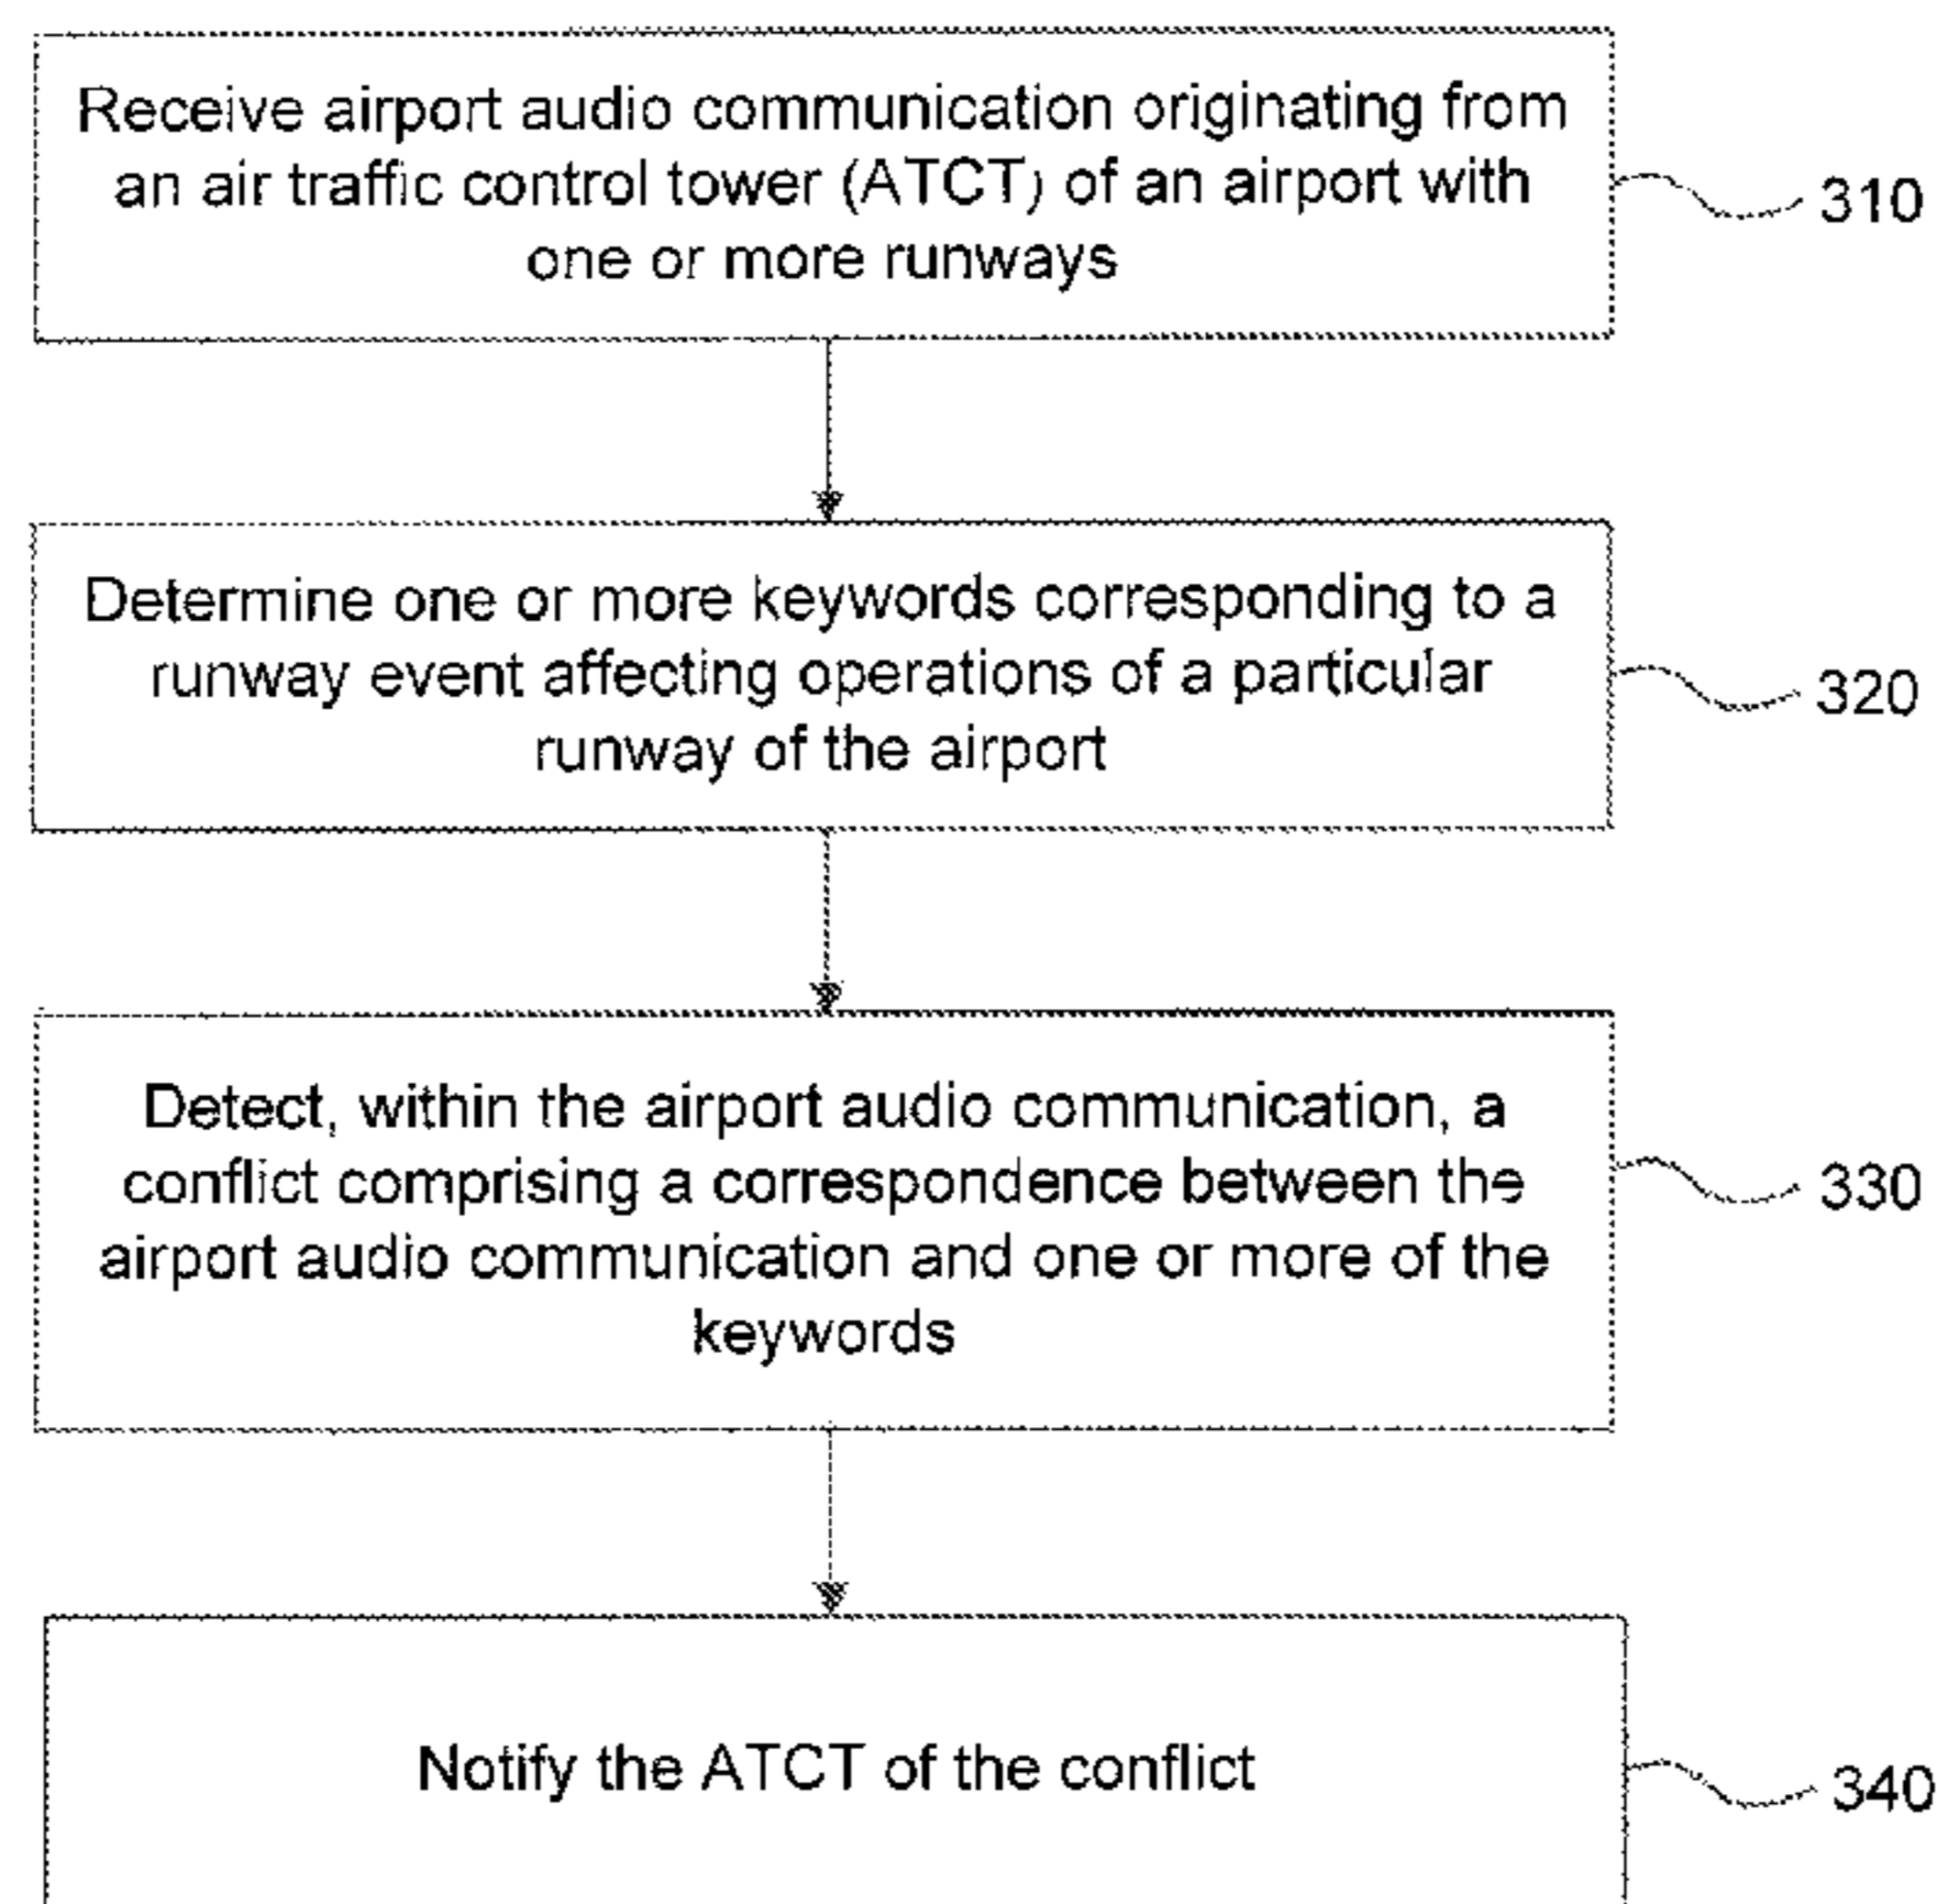 Receive airport audio communication originating from
an air traffic control tower (ATCT) of an airport with
one or more runways
310
Determine one or more keywords corresponding to a
runway event affecting operations of a particular
runway of the airport
320
Detect, within the airport audio communication, a
conflict comprising a correspondence between the
airport audio communication and one or more of the
keywords
330
Notify the ATCT of the conflict
340